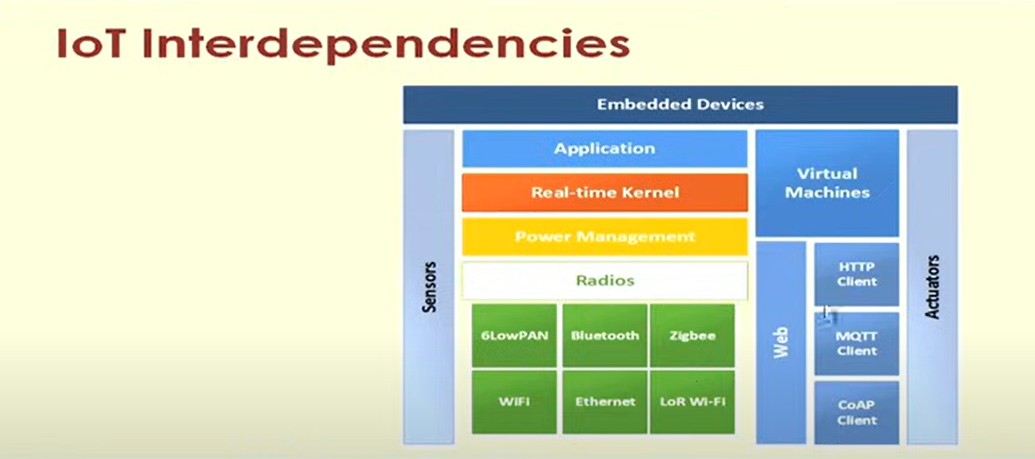 IoT Interdependencies
Embedded Devices
Sensors
Application
Real-time Kernel
Power Management
Radios
6LowPAN
Bluetooth
Zigbee
WIFI
Ethernet
LoR Wi-Fi
Virtual
Machines
Web
HTTP
Client
MQTT
Client
CoAP
Client
Actuators